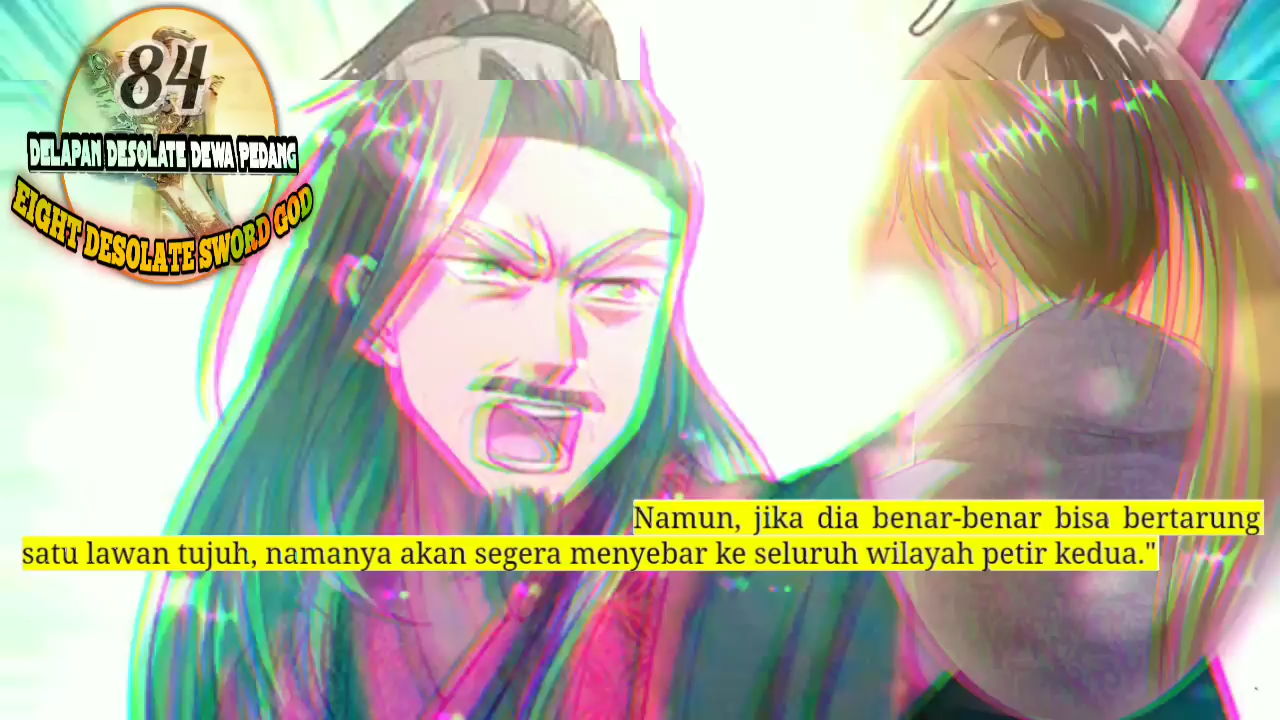 84
DELAPAN DESOLATE DEWA PEDANG
EIGHT DESOLATE SWORD GOD
Namun, jika dia benar-benar bisa bertarung
satu lawan tujuh, namanya akan segera menyebar ke seluruh wilayah petir kedua."